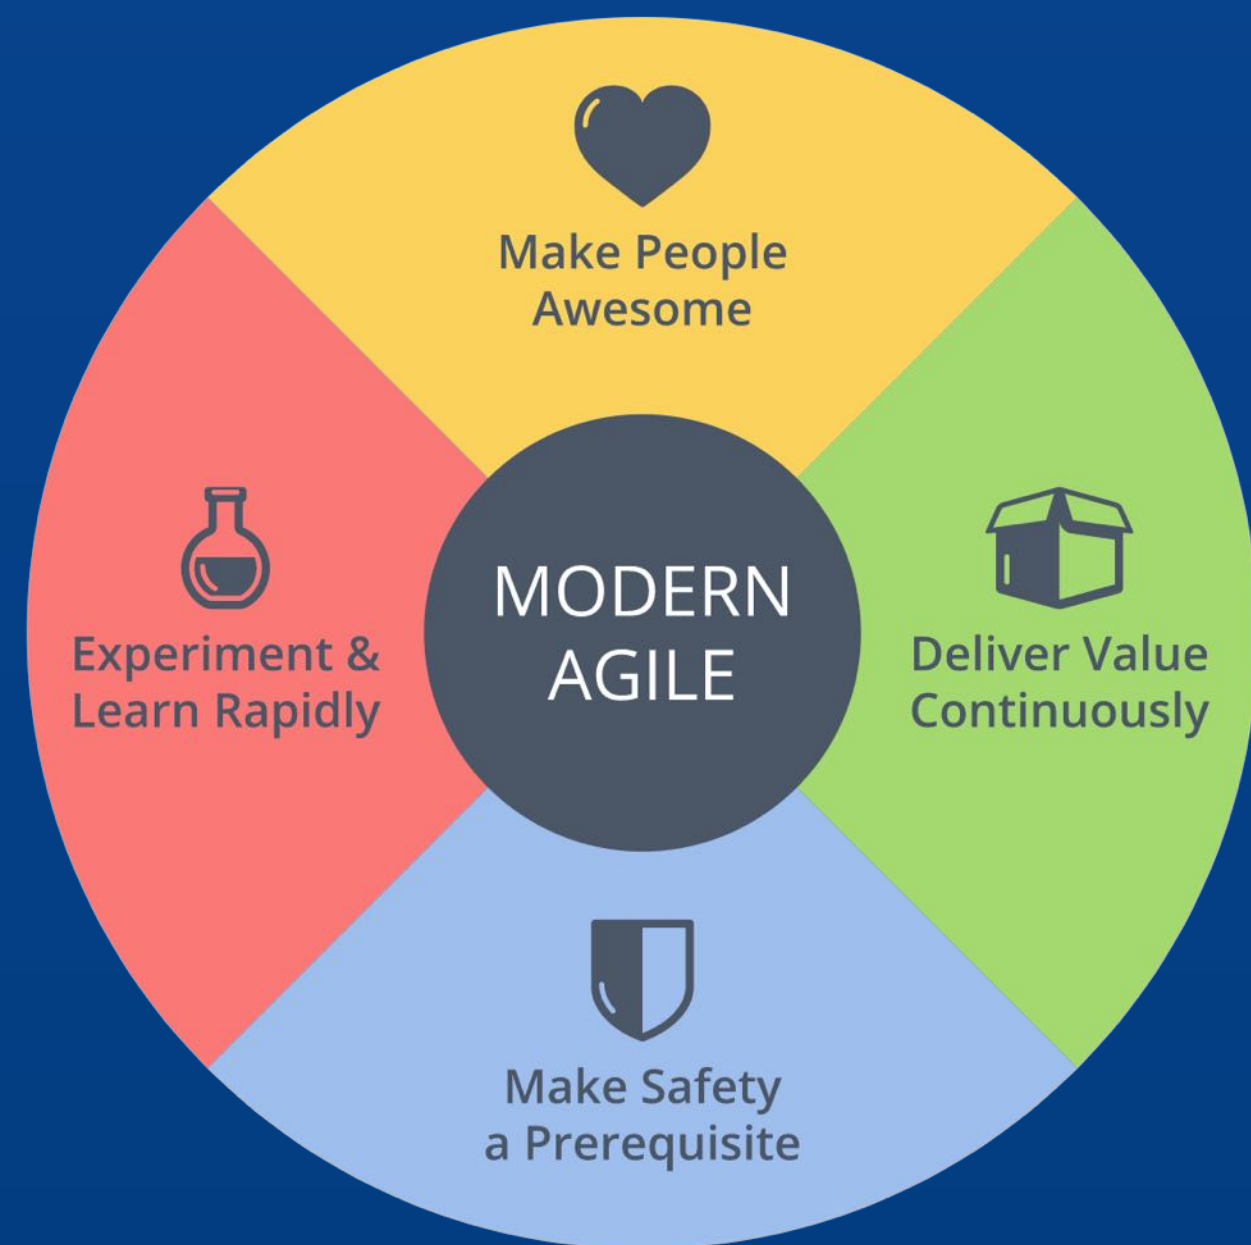 Make People
Awesome
Experiment &
Learn Rapidly
MODERN
AGILE
Deliver Value
Continuously
Make Safety
a Prerequisite